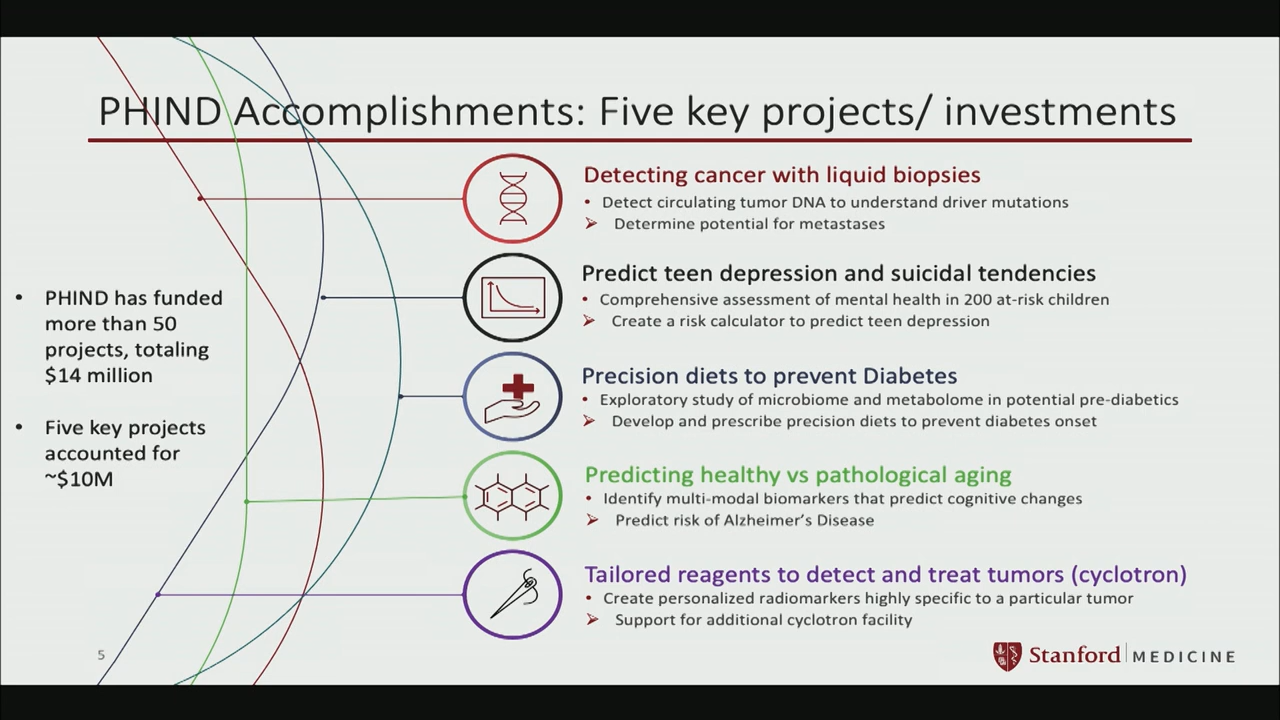 PHIND Accomplishments: Five key projects/ investments
• PHIND has funded
more than 50
projects, totaling
$14 million
• Five key projects
accounted for
~$10M
Detecting cancer with liquid biopsies
• Detect circulating tumor DNA to understand driver mutations
➢ Determine potential for metastases
Predict teen depression and suicidal tendencies
• Comprehensive assessment of mental health in 200 at-risk children
➢ Create a risk calculator to predict teen depression
Precision diets to prevent Diabetes
• Exploratory study of microbiome and metabolome in potential pre-diabetics
➢ Develop and prescribe precision diets to prevent diabetes onset
Predicting healthy vs pathological aging
• Identify multi-modal biomarkers that predict cognitive changes
➢ Predict risk of Alzheimer's Disease
Tailored reagents to detect and treat tumors (cyclotron)
• Create personalized radiomarkers highly specific to a particular tumor
➢ Support for additional cyclotron facility
5
Stanford MEDICINE